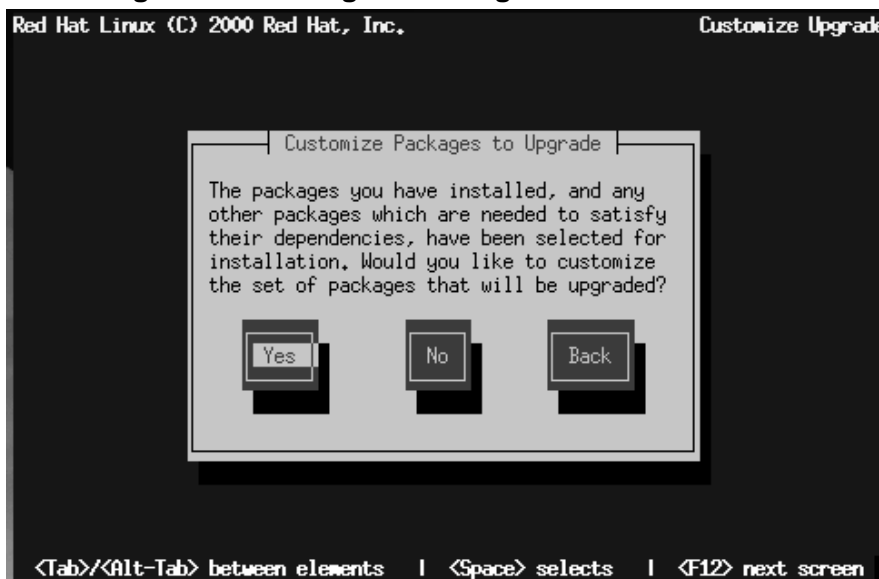 Red Hat Linux (C) 2000 Red Hat, Inc. Customize Upgrade
Customize Packages to Upgrade
The packages you have installed, and any
other packages which are needed to satisfy
their dependencies, have been selected for
installation. Would you like to customize
the set of packages that will be upgraded?
Yes No Back
<Tab>/<Alt-Tab> between elements | <Space> selects | <F12> next screen